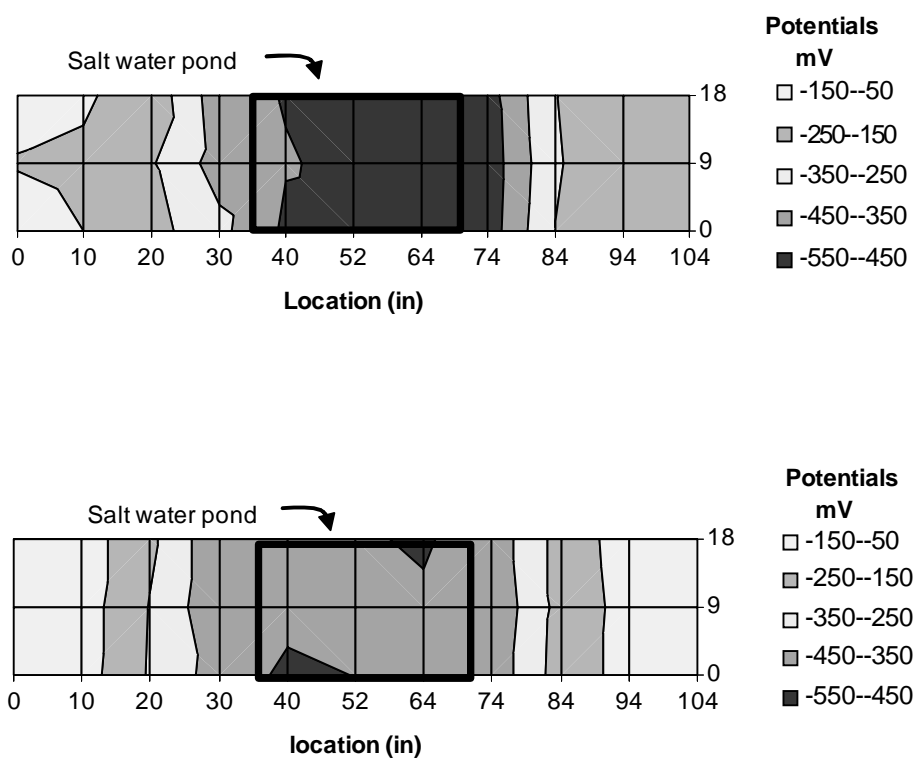 Potentials
mV
Salt water pond
-150--50
-250--150
-350--250
-450--350
-550--450
18
9
0
0 10 20 30 40 52 64 74 84 94 104
Location (in)
Potentials
mV
Salt water pond
-150--50
-250--150
-350--250
-450--350
-550--450
18
9
0
0 10 20 30 40 52 64 74 84 94 104
location (in)